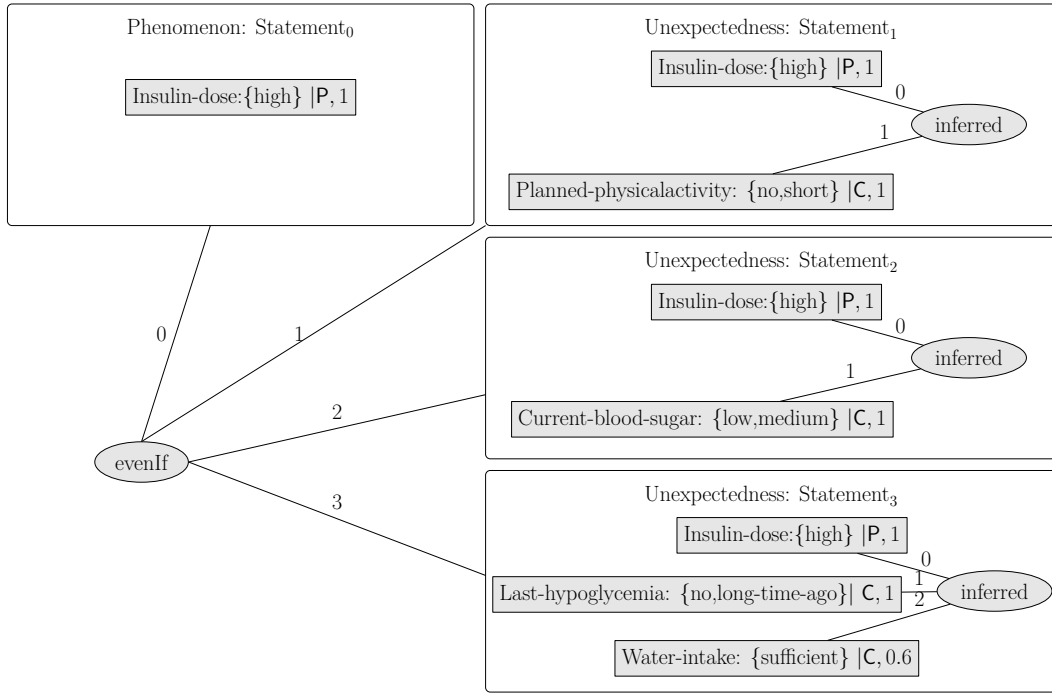 Phenomenon: Statement₀
Insulin-dose:{high} |P, 1
Unexpectedness: Statement₁
Insulin-dose:{high} |P, 1
0
inferred
1
Planned-physicalactivity: {no,short} |C, 1
Unexpectedness: Statement₂
Insulin-dose:{high} |P, 1
0
inferred
1
Current-blood-sugar: {low,medium} |C, 1
Unexpectedness: Statement₃
Insulin-dose:{high} |P, 1
0
Last-hypoglycemia: {no,long-time-ago}| C, 1
1
inferred
2
Water-intake: {sufficient} |C, 0.6
0
1
2
evenIf
3